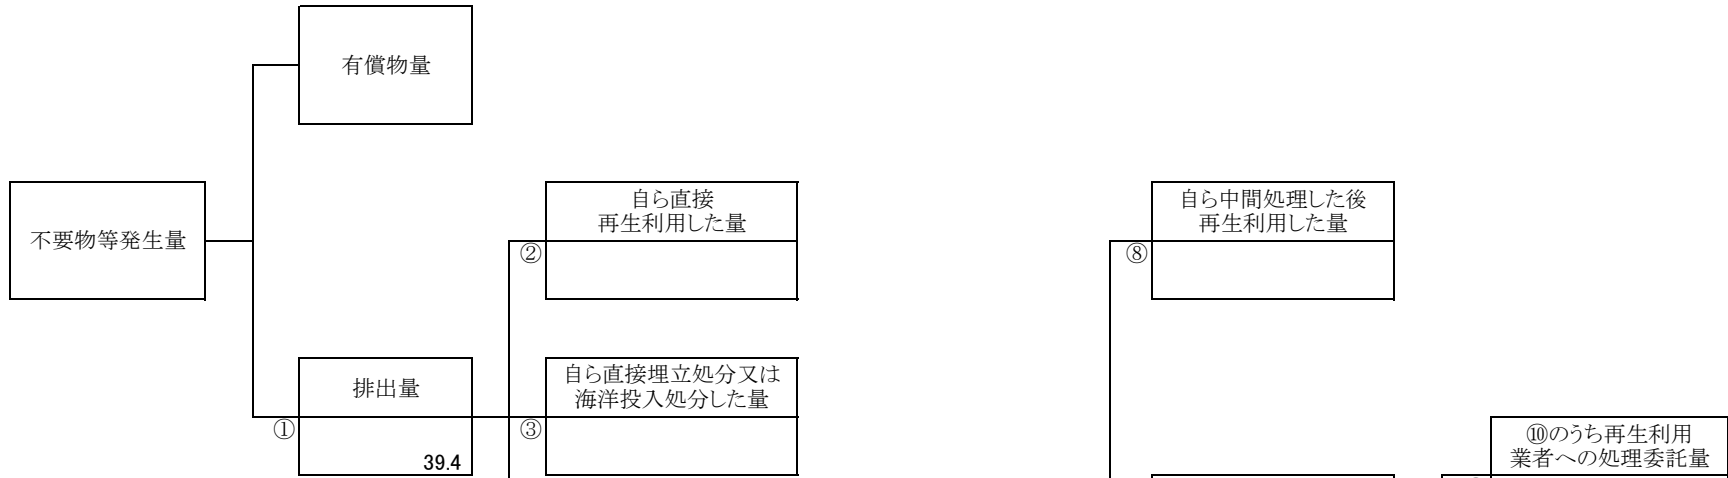 有償物量
不要物等発生量
自ら直接
再生利用した量
②
自ら中間処理した後
再生利用した量
⑧
排出量
①
39.4
自ら直接埋立処分又は
海洋投入処分した量
③
⑩のうち再生利用
業者への処理委託量